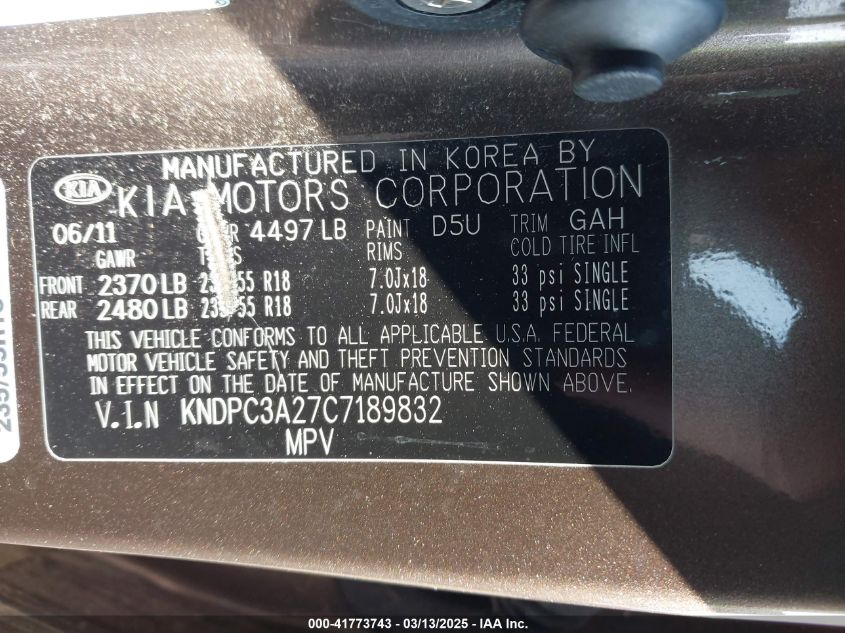 MANUFACTURED IN KOREA BY
KIA KIA MOTORS CORPORATION
06/11 4497 LB PAINT D5U TRIM GAH
GAWR RIMS COLD TIRE INFL
FRONT 2370 LB 55 R18 7.0Jx18 33 psi SINGLE
REAR 2480 LB 55 R18 7.0Jx18 33 psi SINGLE
THIS VEHICLE CONFORMS TO ALL APPLICABLE U.S.A. FEDERAL
MOTOR VEHICLE SAFETY AND THEFT PREVENTION STANDARDS
IN EFFECT ON THE DATE OF MANUFACTURE SHOWN ABOVE.
V.I.N KNDPC3A27C7189832
MPV
000-41773743 / 03/13/2025 - IAA Inc.